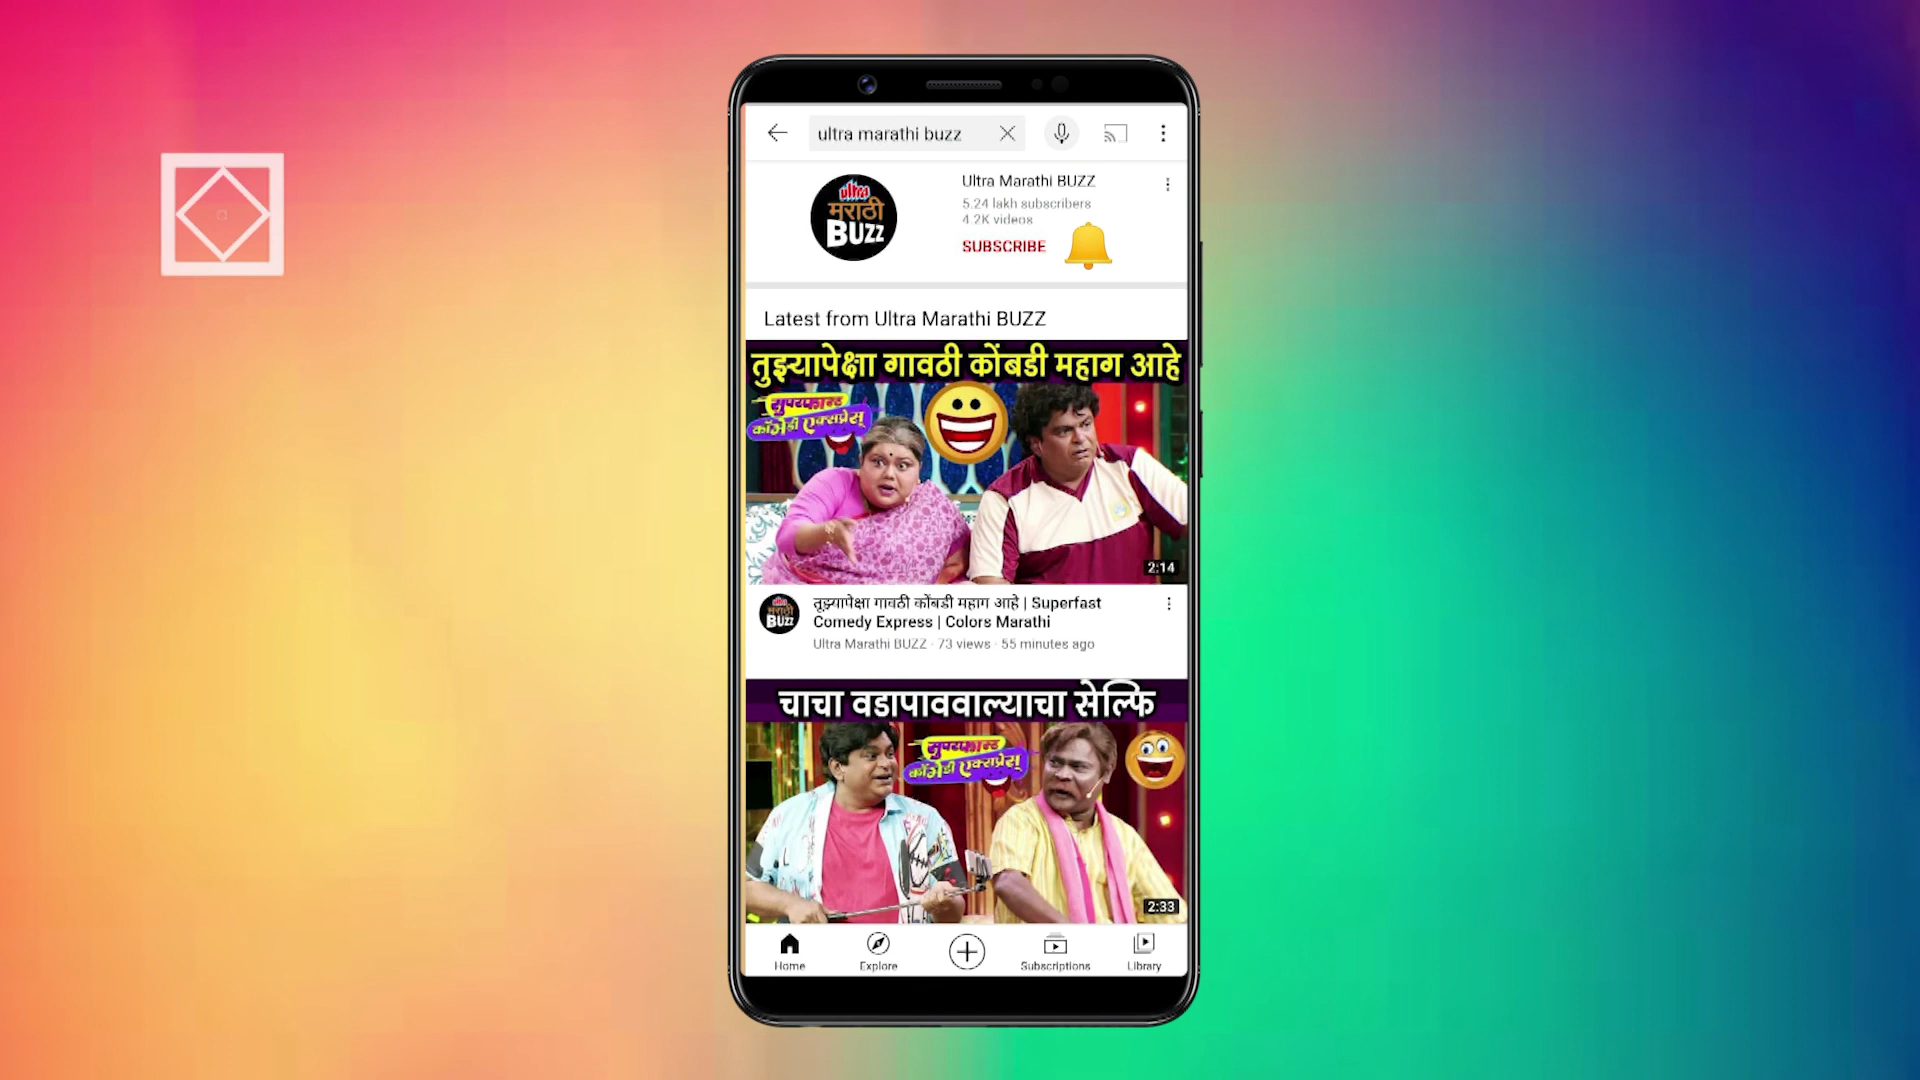 ultra marathi buzz
ultra
मराठी
BUZZ
Ultra Marathi BUZZ
5.24 lakh subscribers
4.2K videos
SUBSCRIBE
Latest from Ultra Marathi BUZZ
तुझ्यापेक्षा गावठी कोंबडी महाग आहे
सुपरफास्ट
कॉमेडी एक्सप्रेस्
2:14
ultra
मराठी
BUZZ
तूझ्यापेक्षा गावठी कोंबडी महाग आहे | Superfast
Comedy Express | Colors Marathi
Ultra Marathi BUZZ · 73 views · 55 minutes ago
चाचा वडापाववाल्याचा सेल्फि
सुपरफास्ट
कॉमेडी एक्सप्रेस्
2:33
Home
Explore
Subscriptions
Library